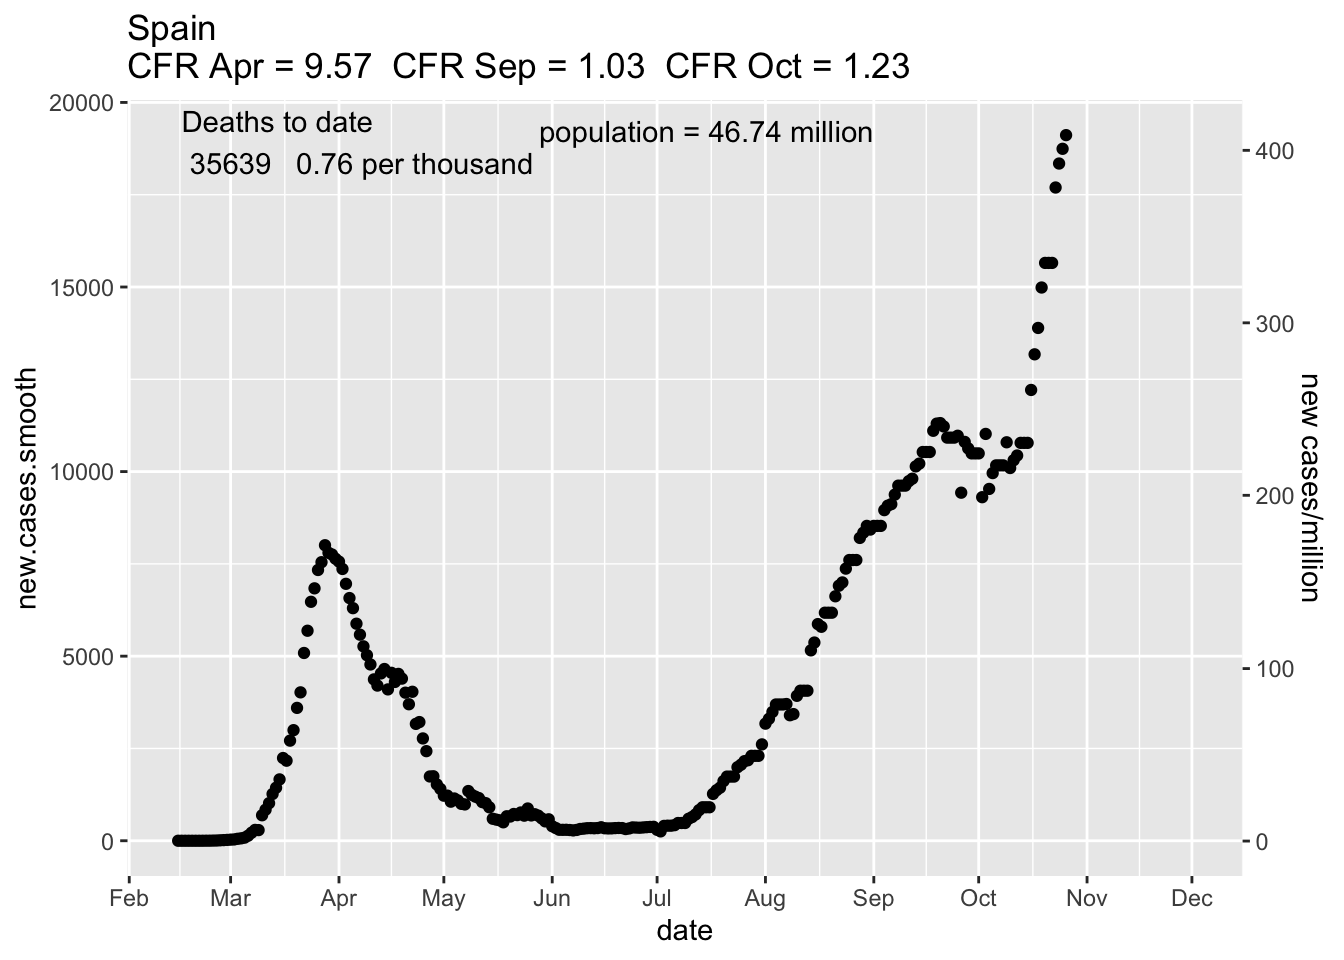 Spain
CFR Apr = 9.57  CFR Sep = 1.03  CFR Oct = 1.23
Deaths to date
35639   0.76 per thousand
population = 46.74 million
new.cases.smooth
20000
15000
10000
5000
0
400
300
200
100
0
new cases/million
Feb Mar Apr May Jun Jul Aug Sep Oct Nov Dec
date